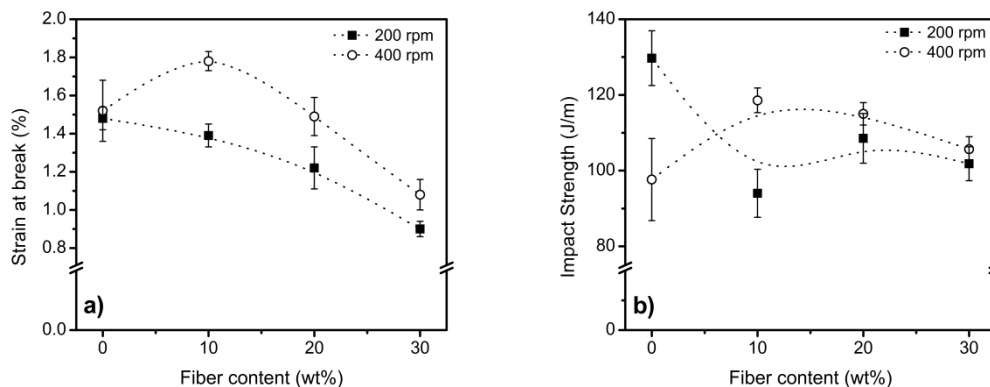 2.0
1.8
1.6
1.4
1.2
1.0
0.8
0.0
Strain at break (%)
200 rpm
400 rpm
a)
0 10 20 30
Fiber content (wt%)
140
120
100
80
0
Impact Strength (J/m)
200 rpm
400 rpm
b)
0 10 20 30
Fiber content (wt%)